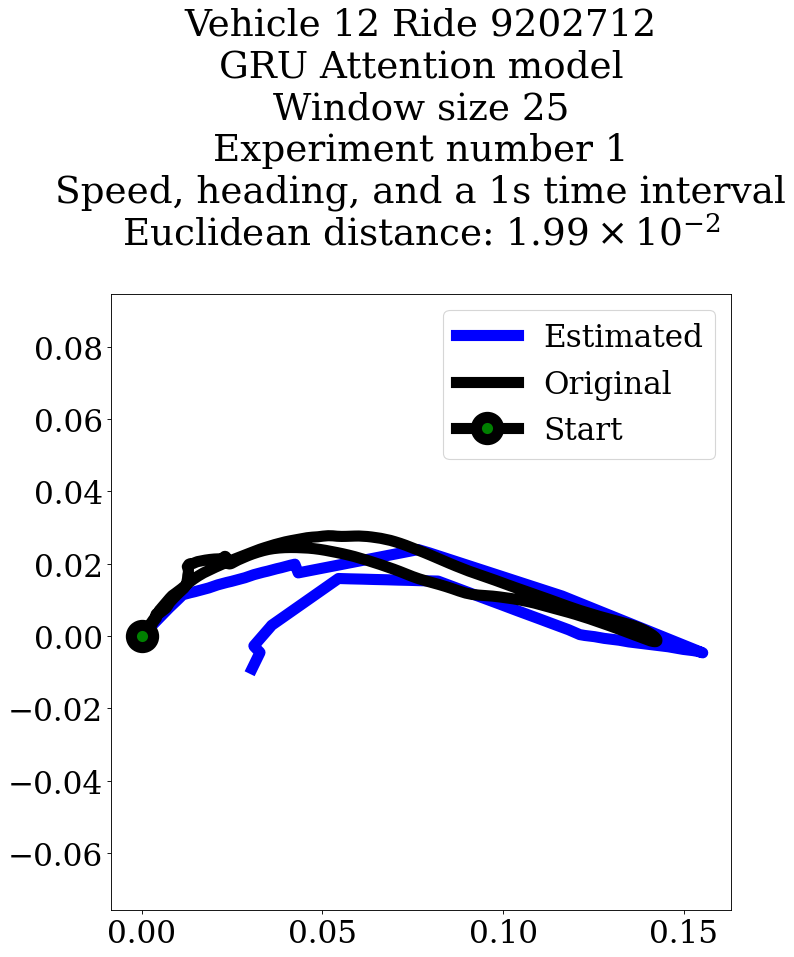 Vehicle 12 Ride 9202712
GRU Attention model
Window size 25
Experiment number 1
Speed, heading, and a 1s time interval
Euclidean distance: 1.99 × 10⁻²
Estimated
Original
Start
0.08
0.06
0.04
0.02
0.00
−0.02
−0.04
−0.06
0.00 0.05 0.10 0.15